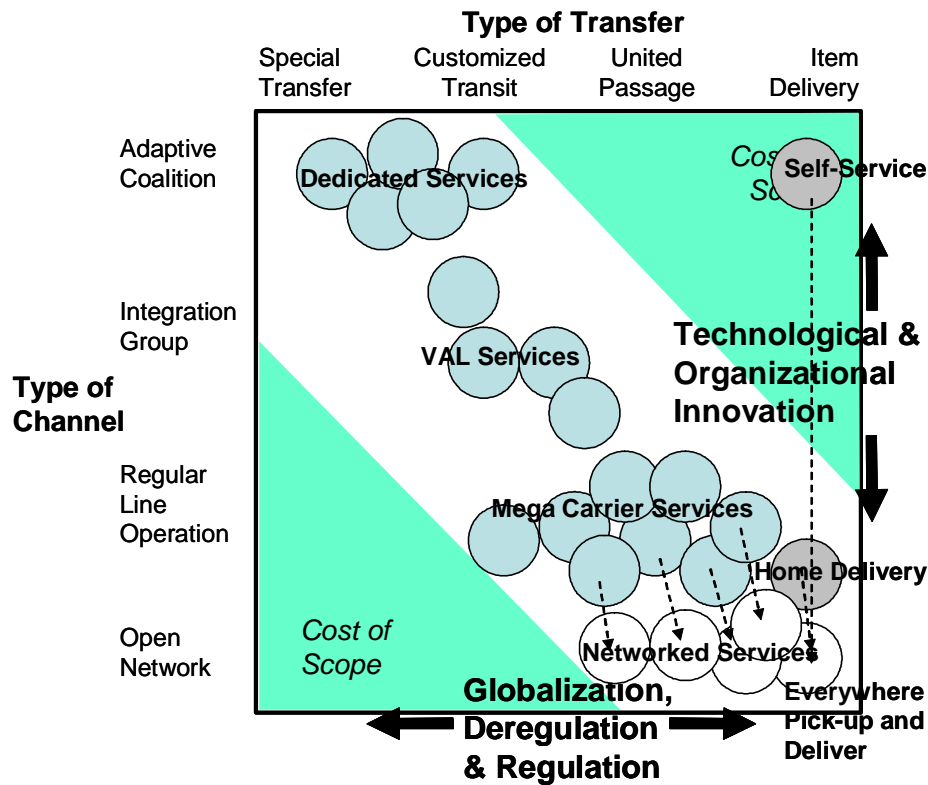 Type of Transfer
Special
Transfer
Customized
Transit
United
Passage
Item
Delivery
Adaptive
Coalition
Dedicated Services
Self-Service
Integration
Group
VAL Services
Technological &
Organizational
Innovation
Type of
Channel
Regular
Line
Operation
Mega Carrier Services
Home Delivery
Open
Network
Cost of
Scope
Networked Services
Globalization,
Deregulation
& Regulation
Everywhere
Pick-up and
Deliver